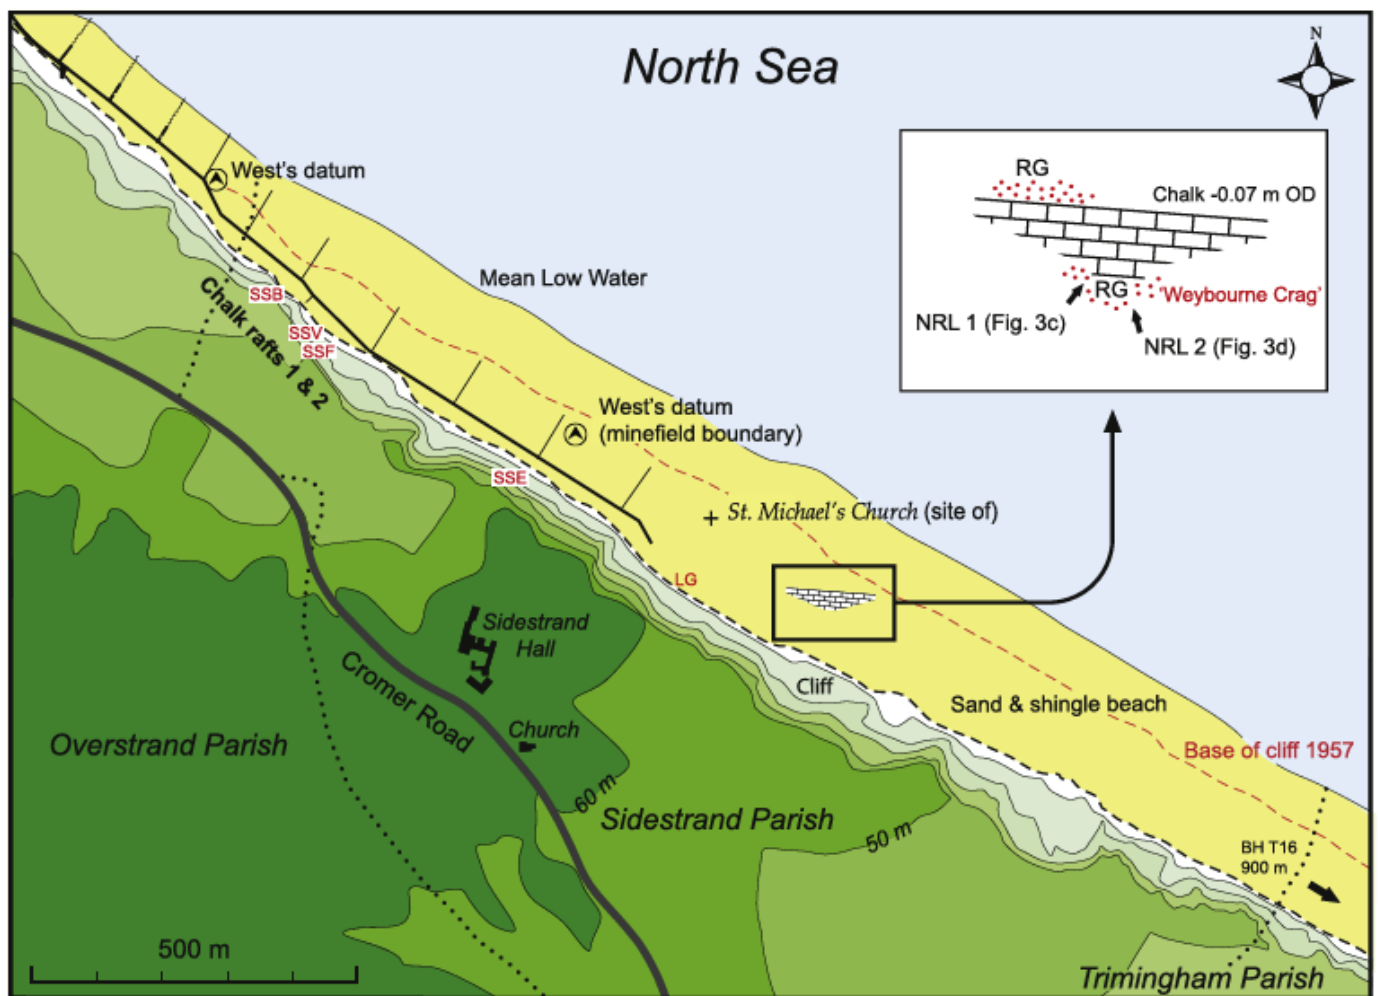 North Sea
N
West's datum
RG
Chalk -0.07 m OD
RG
'Weybourne Crag'
NRL 1 (Fig. 3c)
NRL 2 (Fig. 3d)
Mean Low Water
SSB
Chalk rafts 1 & 2
SSV
SSF
West's datum
(minefield boundary)
SSE
St. Michael's Church (site of)
LG
Sidestrand
Hall
Cliff
Cromer Road
Sand & shingle beach
Church
Overstrand Parish
Base of cliff 1957
60 m
Sidestrand Parish
50 m
BH T16
900 m
500 m
Trimingham Parish